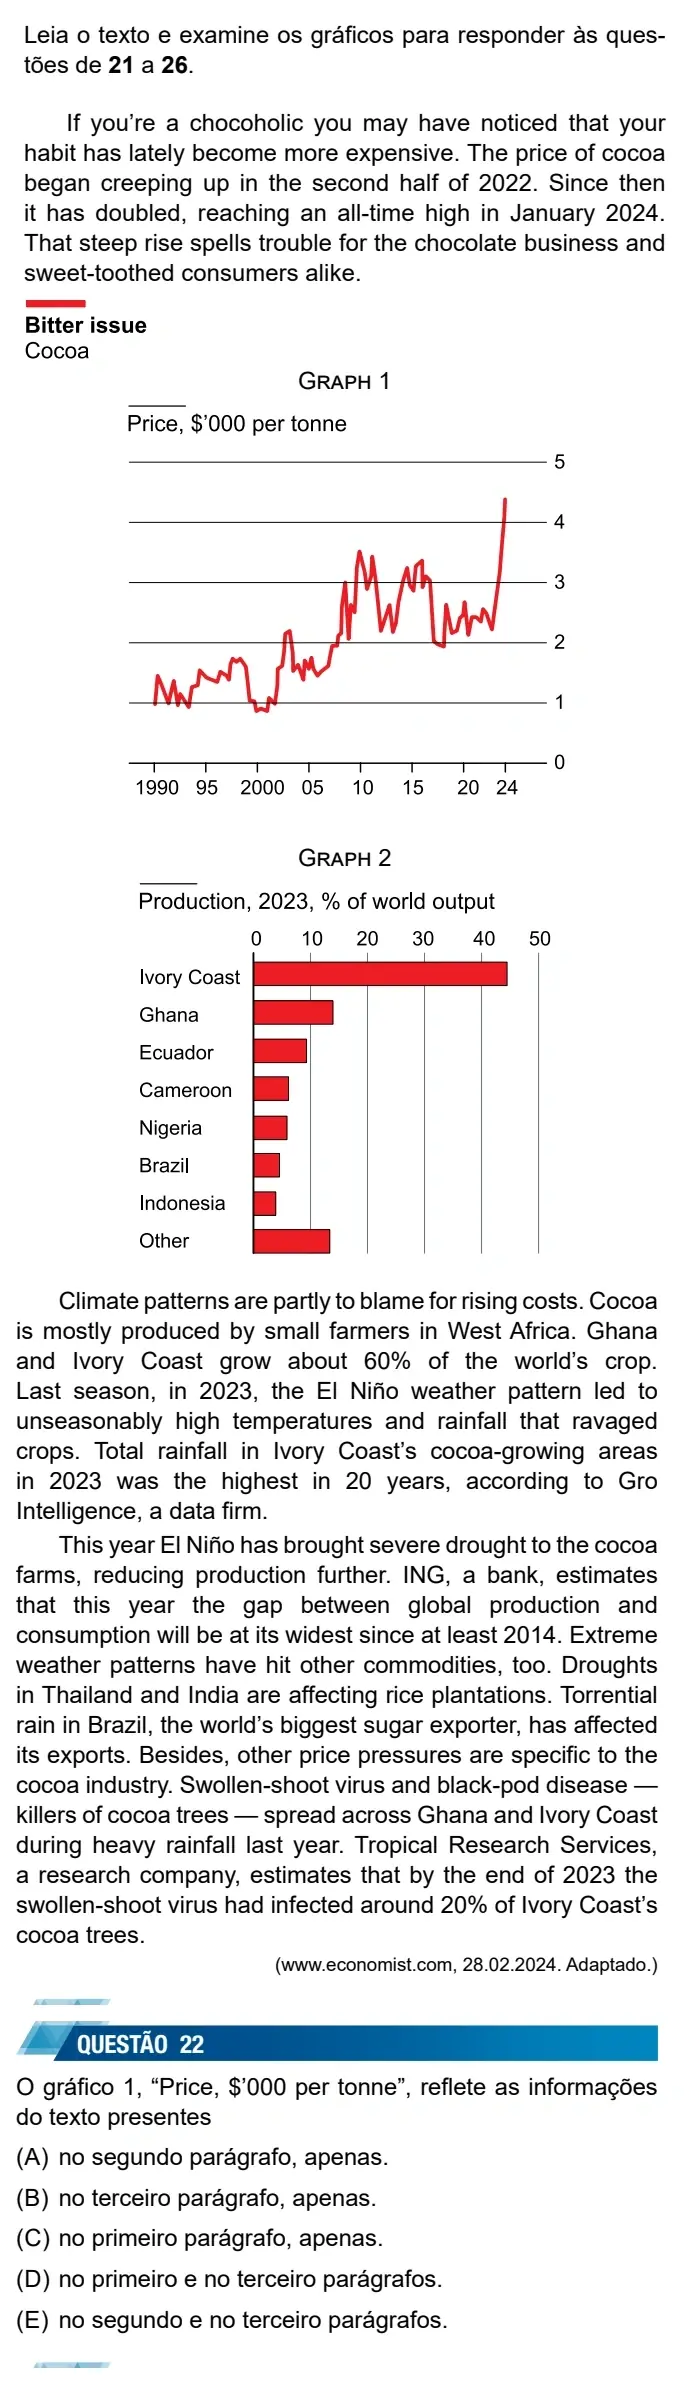 Leia o texto e examine os gráficos para responder às ques-
tões de 21 a 26.
If you’re a chocoholic you may have noticed that your
habit has lately become more expensive. The price of cocoa
began creeping up in the second half of 2022. Since then
it has doubled, reaching an all-time high in January 2024.
That steep rise spells trouble for the chocolate business and
sweet-toothed consumers alike.
Bitter issue
Cocoa
GRAPH 1
Price, $’000 per tonne
5
4
3
2
1
0
1990 95 2000 05 10 15 20 24
GRAPH 2
Production, 2023, % of world output
0 10 20 30 40 50
Ivory Coast
Ghana
Ecuador
Cameroon
Nigeria
Brazil
Indonesia
Other
Climate patterns are partly to blame for rising costs. Cocoa
is mostly produced by small farmers in West Africa. Ghana
and Ivory Coast grow about 60% of the world’s crop.
Last season, in 2023, the El Niño weather pattern led to
unseasonably high temperatures and rainfall that ravaged
crops. Total rainfall in Ivory Coast’s cocoa-growing areas
in 2023 was the highest in 20 years, according to Gro
Intelligence, a data firm.
This year El Niño has brought severe drought to the cocoa
farms, reducing production further. ING, a bank, estimates
that this year the gap between global production and
consumption will be at its widest since at least 2014. Extreme
weather patterns have hit other commodities, too. Droughts
in Thailand and India are affecting rice plantations. Torrential
rain in Brazil, the world’s biggest sugar exporter, has affected
its exports. Besides, other price pressures are specific to the
cocoa industry. Swollen-shoot virus and black-pod disease —
killers of cocoa trees — spread across Ghana and Ivory Coast
during heavy rainfall last year. Tropical Research Services,
a research company, estimates that by the end of 2023 the
swollen-shoot virus had infected around 20% of Ivory Coast’s
cocoa trees.
(www.economist.com, 28.02.2024. Adaptado.)
QUESTÃO 22
O gráfico 1, “Price, $’000 per tonne”, reflete as informações
do texto presentes
(A) no segundo parágrafo, apenas.
(B) no terceiro parágrafo, apenas.
(C) no primeiro parágrafo, apenas.
(D) no primeiro e no terceiro parágrafos.
(E) no segundo e no terceiro parágrafos.